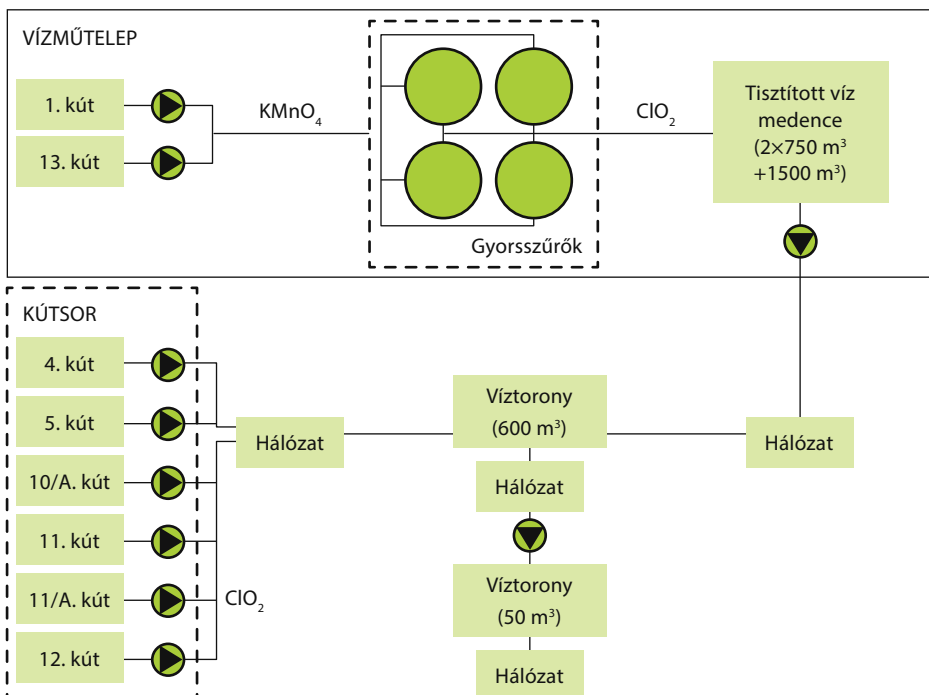 VÍZMŰTELEP
1. kút
13. kút
KMnO₄
Gyorsszűrők
ClO₂
Tisztított víz
medence
(2×750 m³
+1500 m³)
KÚTSOR
4. kút
5. kút
10/A. kút
11. kút
11/A. kút
12. kút
ClO₂
Hálózat
Víztorony
(600 m³)
Hálózat
Víztorony
(50 m³)
Hálózat
Hálózat